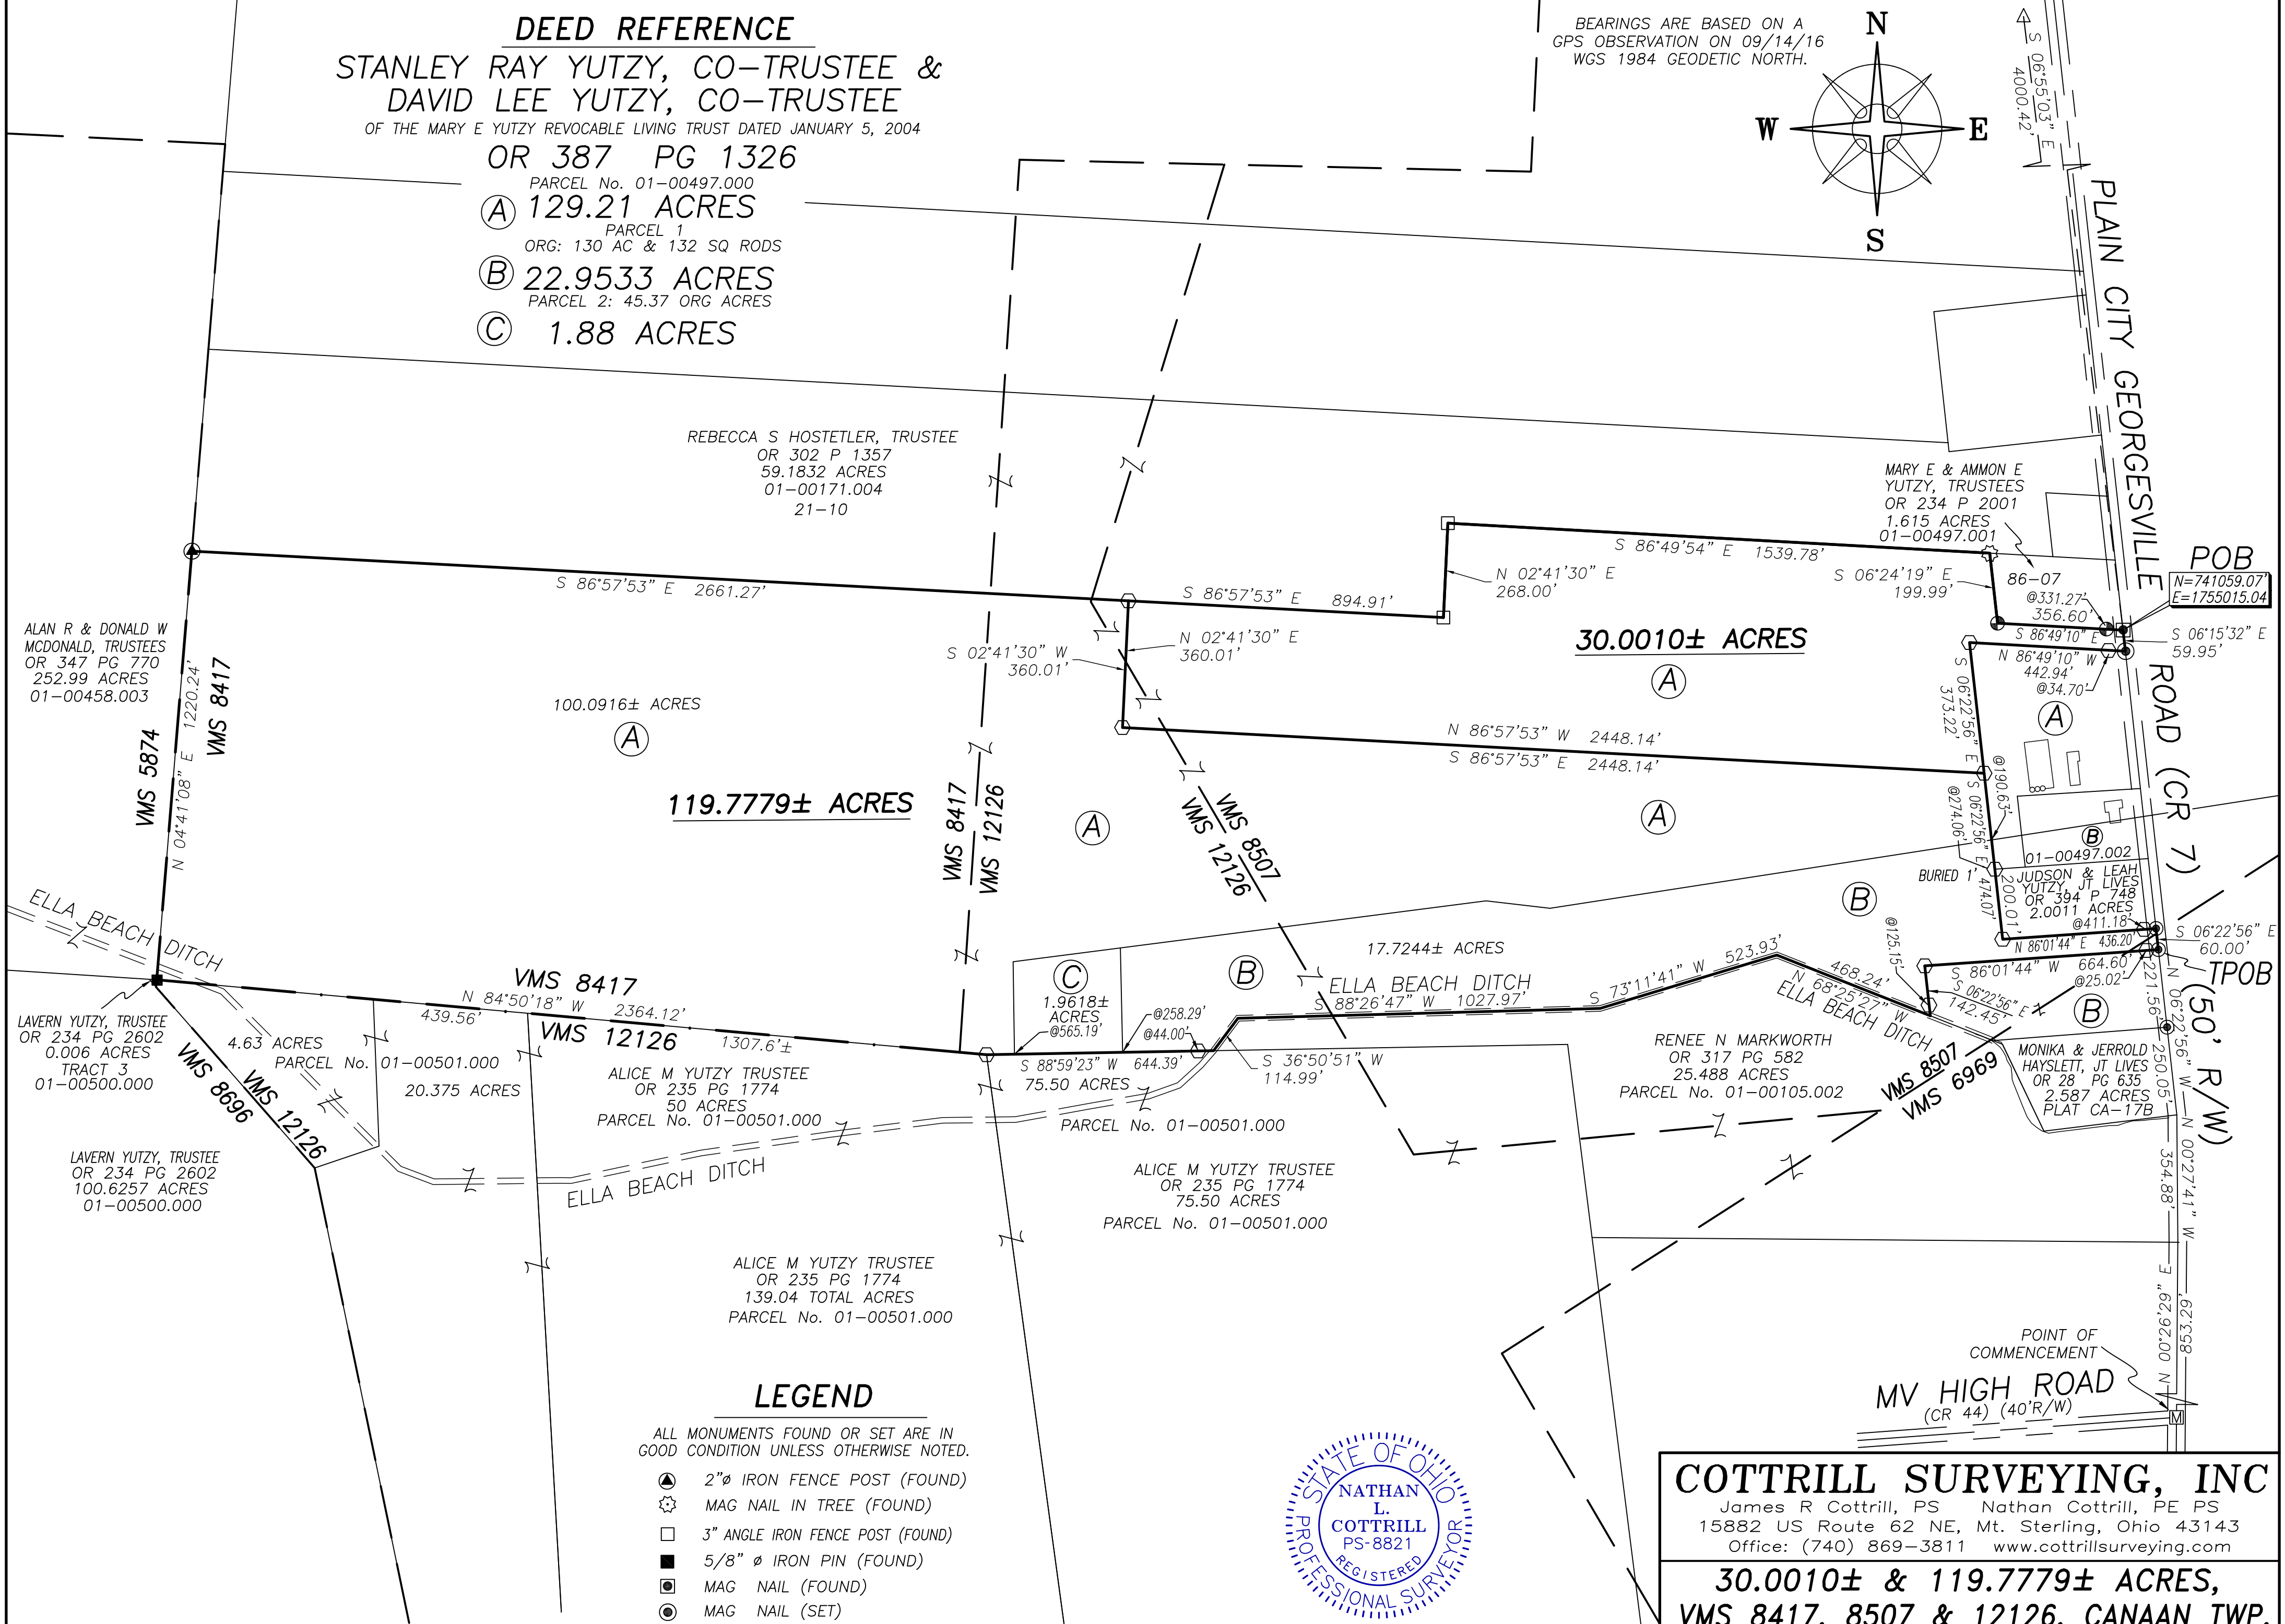 DEED REFERENCE
STANLEY RAY YUTZY, CO-TRUSTEE &
DAVID LEE YUTZY, CO-TRUSTEE
OF THE MARY E YUTZY REVOCABLE LIVING TRUST DATED JANUARY 5, 2004
OR 387 PG 1326
PARCEL No. 01-00497.000
A 129.21 ACRES
PARCEL 1
ORG: 130 AC & 132 SQ RODS
B 22.9533 ACRES
PARCEL 2: 45.37 ORG ACRES
C 1.88 ACRES
BEARINGS ARE BASED ON A
GPS OBSERVATION ON 09/14/16
WGS 1984 GEODETIC NORTH.
N
W
E
S
S 06°55'03" E
4000.42'
PLAIN CITY GEORGESVILLE ROAD (CR 7) (50' R/W)
REBECCA S HOSTETLER, TRUSTEE
OR 302 P 1357
59.1832 ACRES
01-00171.004
21-10
MARY E & AMMON E
YUTZY, TRUSTEES
OR 234 P 2001
1.615 ACRES
01-00497.001
86-07
POB
N=741059.07'
E=1755015.04'
S 86°57'53" E 2661.27'
S 86°57'53" E 894.91'
N 02°41'30" E
268.00'
S 86°49'54" E 1539.78'
S 06°24'19" E
199.99'
@331.27'
356.60'
S 86°49'10" E
S 06°15'32" E
59.95'
N 86°49'10" W
442.94'
@34.70'
S 02°41'30" W
360.01'
N 02°41'30" E
360.01'
30.0010± ACRES
A
A
S 06°22'56" E
373.22'
N 86°57'53" W 2448.14'
S 86°57'53" E 2448.14'
ALAN R & DONALD W
MCDONALD, TRUSTEES
OR 347 PG 770
252.99 ACRES
01-00458.003
VMS 5874
VMS 8417
N 04°41'08" E 1220.24'
100.0916± ACRES
A
119.7779± ACRES
VMS 8417
VMS 12126
A
VMS 8507
VMS 12126
A
@190.63'
@274.06'
S 06°22'56" E 474.07'
BURIED 1'
200.01'
B
01-00497.002
JUDSON & LEAH
YUTZY, JT LIVES
OR 394 P 748
2.0011 ACRES
@411.18'
N 86°01'44" E 436.20'
S 06°22'56" E
60.00'
TPOB
S 86°01'44" W 664.60'
@25.02'
B
@125.15'
S 06°22'56" E
142.45'
B
221.56'
N 06°22'56" W
250.05'
ELLA BEACH DITCH
VMS 8417
N 84°50'18" W 2364.12'
439.56'
VMS 12126
1307.6'±
C
1.9618±
ACRES
@565.19'
@258.29'
@44.00'
B
17.7244± ACRES
ELLA BEACH DITCH
S 88°26'47" W 1027.97'
S 73°11'41" W 523.93'
468.24'
N 68°25'27" W
ELLA BEACH DITCH
S 88°59'23" W 644.39'
75.50 ACRES
S 36°50'51" W
114.99'
LAVERN YUTZY, TRUSTEE
OR 234 PG 2602
0.006 ACRES
TRACT 3
01-00500.000
4.63 ACRES
PARCEL No. 01-00501.000
20.375 ACRES
VMS 8696
VMS 12126
ALICE M YUTZY TRUSTEE
OR 235 PG 1774
50 ACRES
PARCEL No. 01-00501.000
PARCEL No. 01-00501.000
RENEE N MARKWORTH
OR 317 PG 582
25.488 ACRES
PARCEL No. 01-00105.002
VMS 8507
VMS 6969
MONIKA & JERROLD
HAYSLETT, JT LIVES
OR 28 PG 635
2.587 ACRES
PLAT CA-17B
LAVERN YUTZY, TRUSTEE
OR 234 PG 2602
100.6257 ACRES
01-00500.000
ELLA BEACH DITCH
ALICE M YUTZY TRUSTEE
OR 235 PG 1774
75.50 ACRES
PARCEL No. 01-00501.000
ALICE M YUTZY TRUSTEE
OR 235 PG 1774
139.04 TOTAL ACRES
PARCEL No. 01-00501.000
354.88'
N 00°27'41" W
853.29'
POINT OF
COMMENCEMENT
MV HIGH ROAD
(CR 44) (40'R/W)
M
LEGEND
ALL MONUMENTS FOUND OR SET ARE IN
GOOD CONDITION UNLESS OTHERWISE NOTED.
2"ø IRON FENCE POST (FOUND)
MAG NAIL IN TREE (FOUND)
3" ANGLE IRON FENCE POST (FOUND)
5/8" ø IRON PIN (FOUND)
MAG NAIL (FOUND)
MAG NAIL (SET)
STATE OF OHIO
NATHAN
L.
COTTRILL
PS-8821
REGISTERED
PROFESSIONAL SURVEYOR
COTTRILL SURVEYING, INC
James R Cottrill, PS Nathan Cottrill, PE PS
15882 US Route 62 NE, Mt. Sterling, Ohio 43143
Office: (740) 869-3811 www.cottrillsurveying.com
30.0010± & 119.7779± ACRES,
VMS 8417, 8507 & 12126, CANAAN TWP,